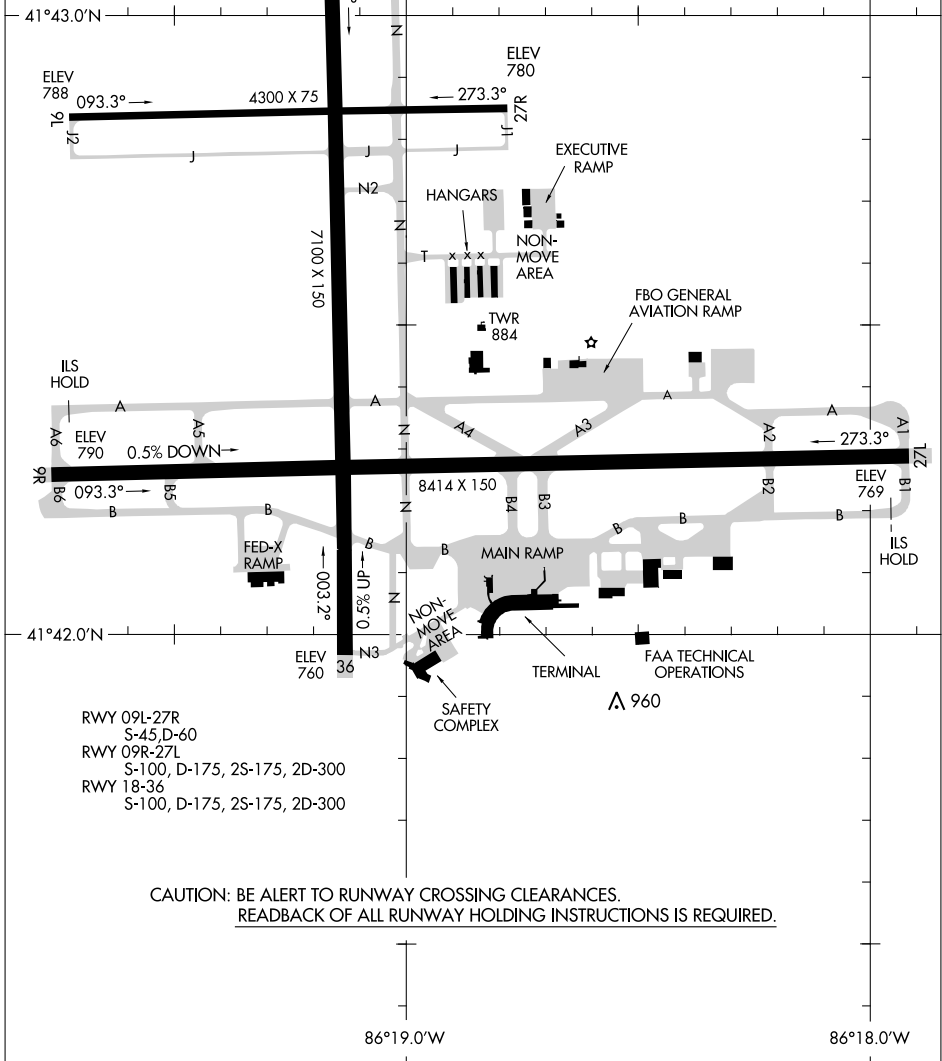 41°43.0'N
N
ELEV
780
ELEV
788
093.3°
4300 X 75
273.3°
9L
27R
J2
J
J
J
J1
EXECUTIVE
RAMP
N2
HANGARS
N
NON-
MOVE
AREA
T
x x x
7100 X 150
FBO GENERAL
AVIATION RAMP
TWR
884
ILS
HOLD
A
A
A
A
A6
ELEV
790
A5
0.5% DOWN
N
A4
A3
A2
A1
273.3°
9R
27L
093.3°
8414 X 150
ELEV
769
B6
B5
B4
B3
B2
B1
B
B
N
B
B
B
B
B
FED-X
RAMP
MAIN RAMP
ILS
HOLD
003.2°
0.5% UP
N
NON-
MOVE
AREA
41°42.0'N
ELEV
760
36
N3
TERMINAL
FAA TECHNICAL
OPERATIONS
SAFETY
COMPLEX
960
RWY 09L-27R
S-45,D-60
RWY 09R-27L
S-100, D-175, 2S-175, 2D-300
RWY 18-36
S-100, D-175, 2S-175, 2D-300
CAUTION: BE ALERT TO RUNWAY CROSSING CLEARANCES.
READBACK OF ALL RUNWAY HOLDING INSTRUCTIONS IS REQUIRED.
86°19.0'W
86°18.0'W